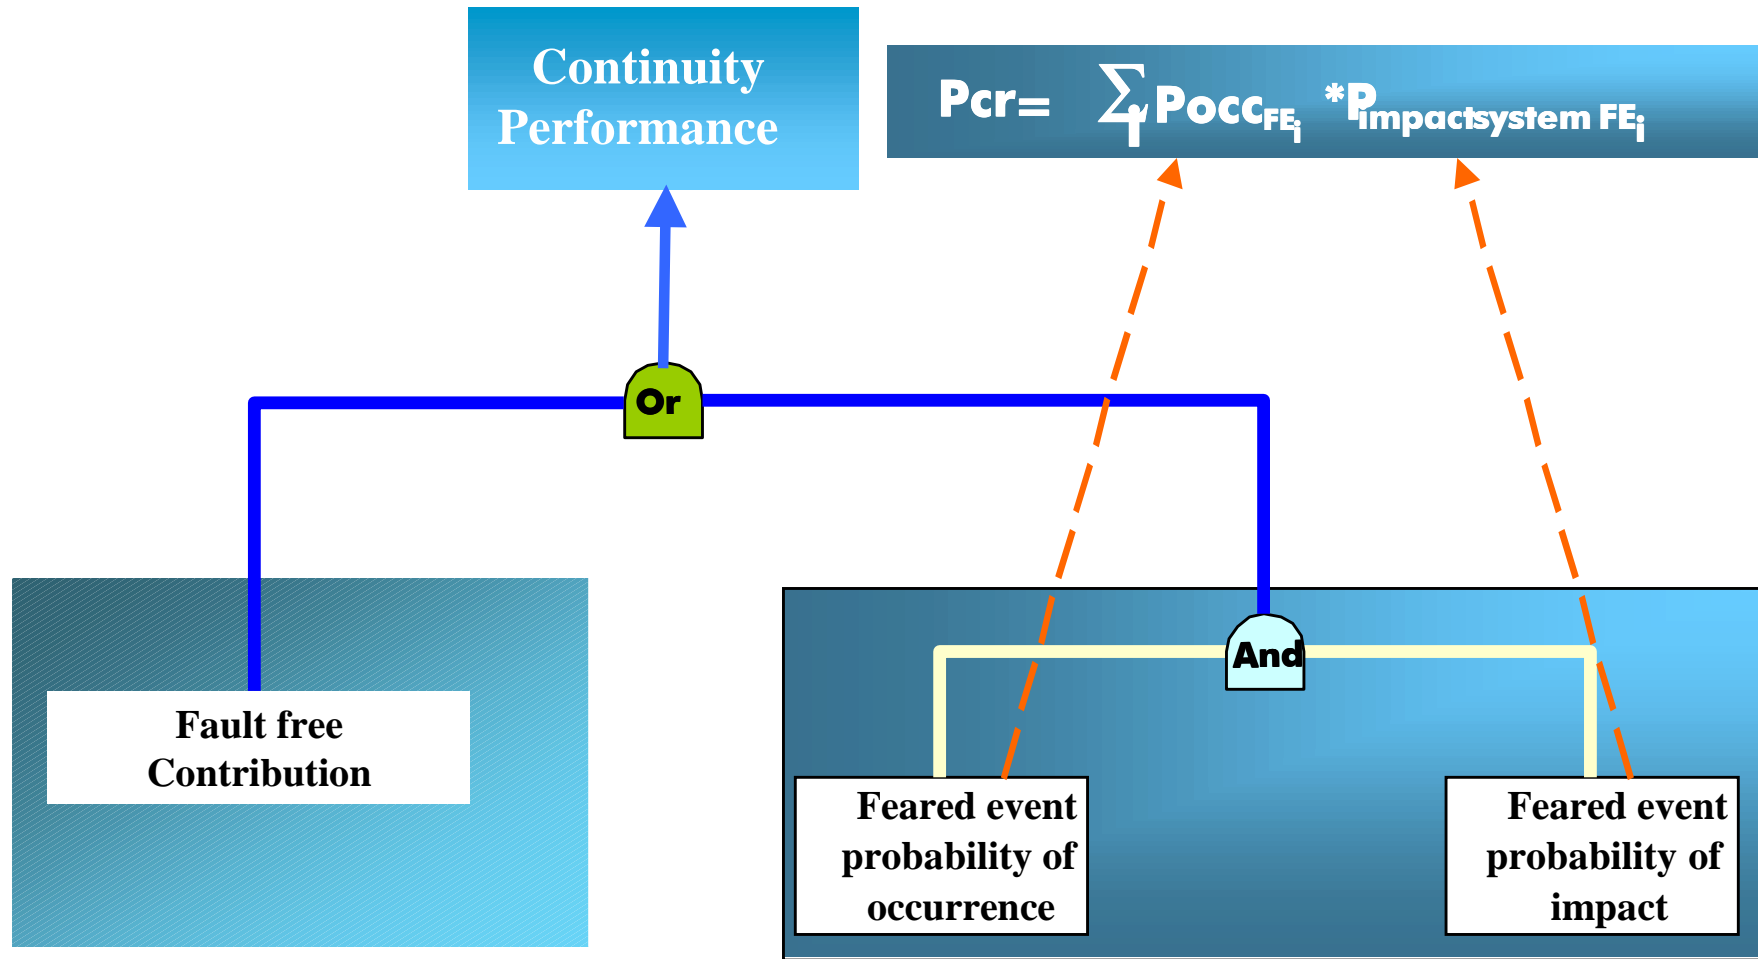 Continuity
Performance
Pcr= ∑i PoccFEi *Pimpactsystem FEi
Or
And
Fault free
Contribution
Feared event
probability of
occurrence
Feared event
probability of
impact